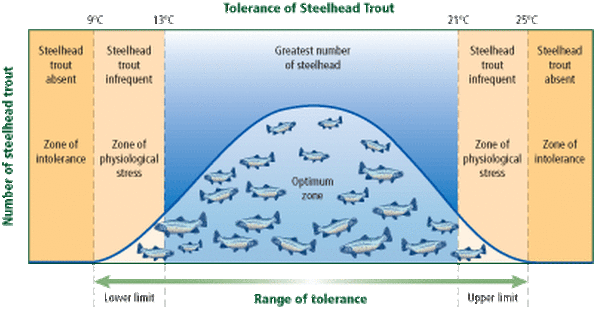 Tolerance of Steelhead Trout
9°C
13°C
21°C
25°C
Number of steelhead trout
Steelhead
trout
absent
Steelhead
trout
infrequent
Greatest number
of steelhead
Steelhead
trout
infrequent
Steelhead
trout
absent
Zone of
intolerance
Zone of
physiological
stress
Optimum
zone
Zone of
physiological
stress
Zone of
intolerance
Lower limit
Range of tolerance
Upper limit